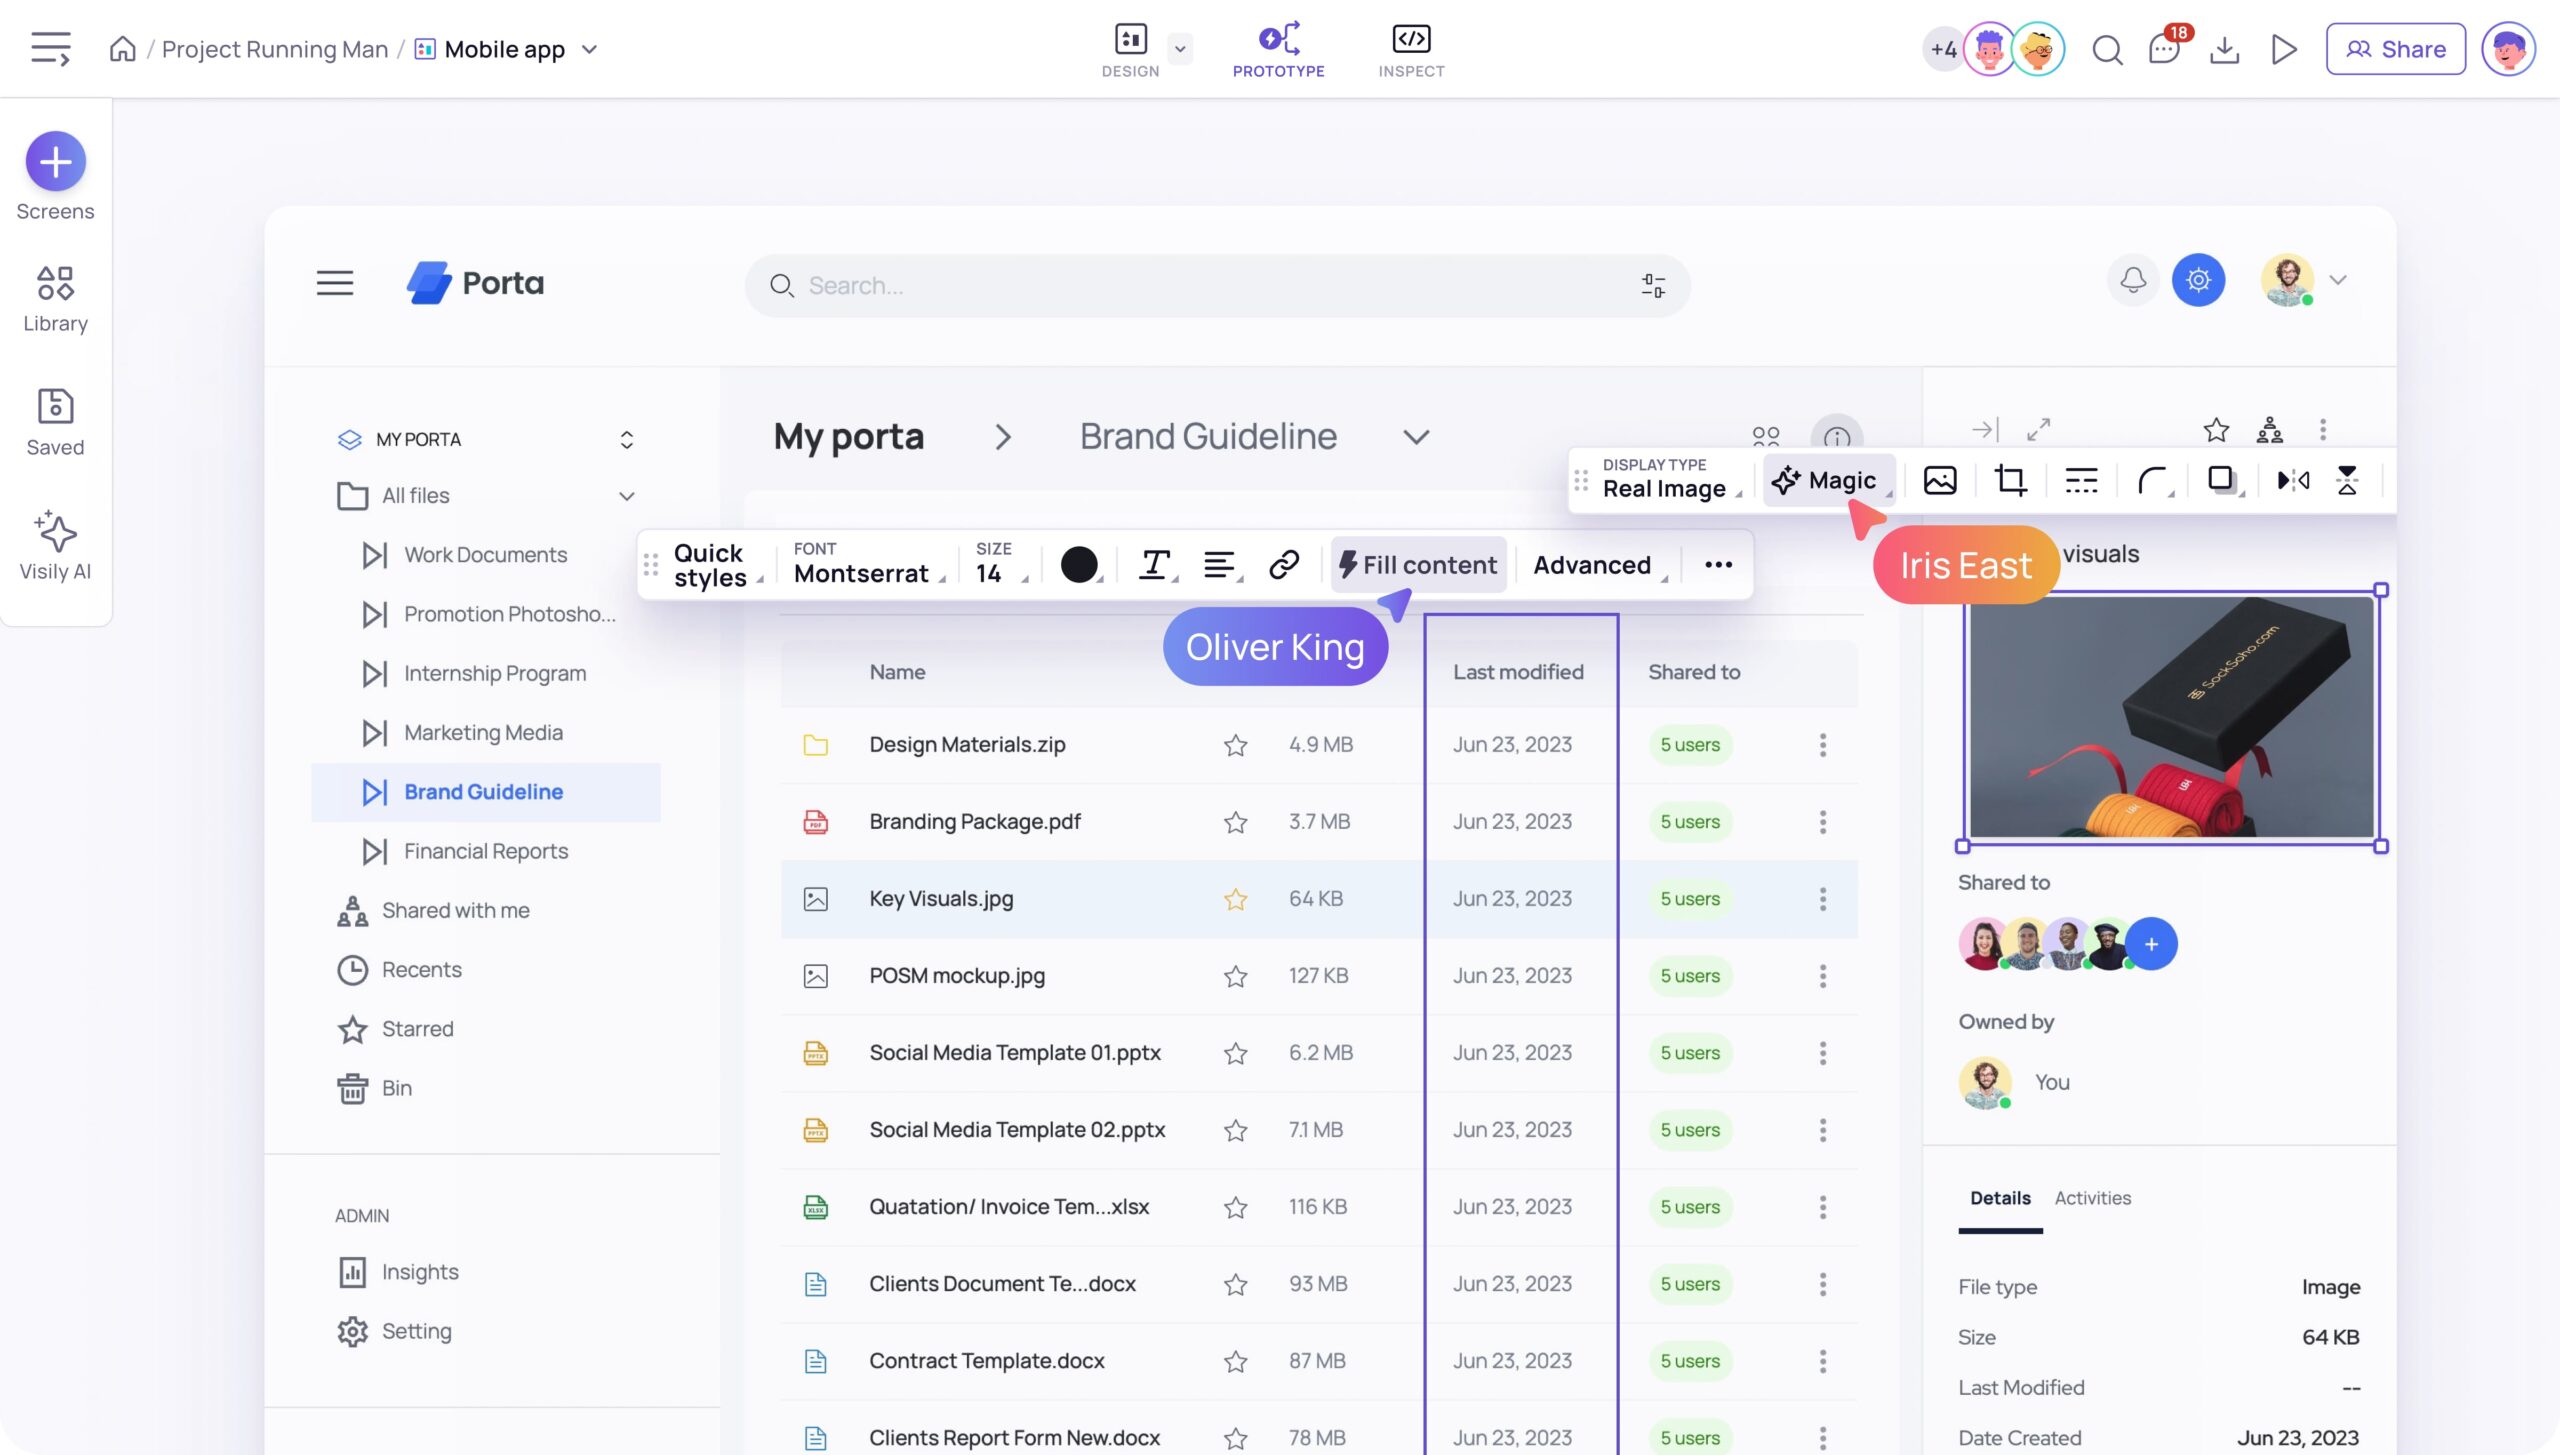 / Project Running Man / Mobile app
DESIGN
PROTOTYPE
INSPECT
+4
18
Share
Screens
Library
Saved
Visily AI
Porta
Search...
MY PORTA
All files
Work Documents
Promotion Photosho...
Internship Program
Marketing Media
Brand Guideline
Financial Reports
Shared with me
Recents
Starred
Bin
ADMIN
Insights
Setting
My porta > Brand Guideline
DISPLAY TYPE
Real Image
Magic
Iris East
Quick styles
FONT
Montserrat
SIZE
14
Fill content
Advanced
Oliver King
Name Last modified Shared to
Design Materials.zip 4.9 MB Jun 23, 2023 5 users
PDF Branding Package.pdf 3.7 MB Jun 23, 2023 5 users
Key Visuals.jpg 64 KB Jun 23, 2023 5 users
POSM mockup.jpg 127 KB Jun 23, 2023 5 users
PPTX Social Media Template 01.pptx 6.2 MB Jun 23, 2023 5 users
PPTX Social Media Template 02.pptx 7.1 MB Jun 23, 2023 5 users
XLSX Quatation/ Invoice Tem...xlsx 116 KB Jun 23, 2023 5 users
Clients Document Te...docx 93 MB Jun 23, 2023 5 users
Contract Template.docx 87 MB Jun 23, 2023 5 users
Clients Report Form New.docx 78 MB Jun 23, 2023 5 users
visuals
SockSoho.com
Shared to
Owned by
You
Details Activities
File type Image
Size 64 KB
Last Modified --
Date Created Jun 23, 2023